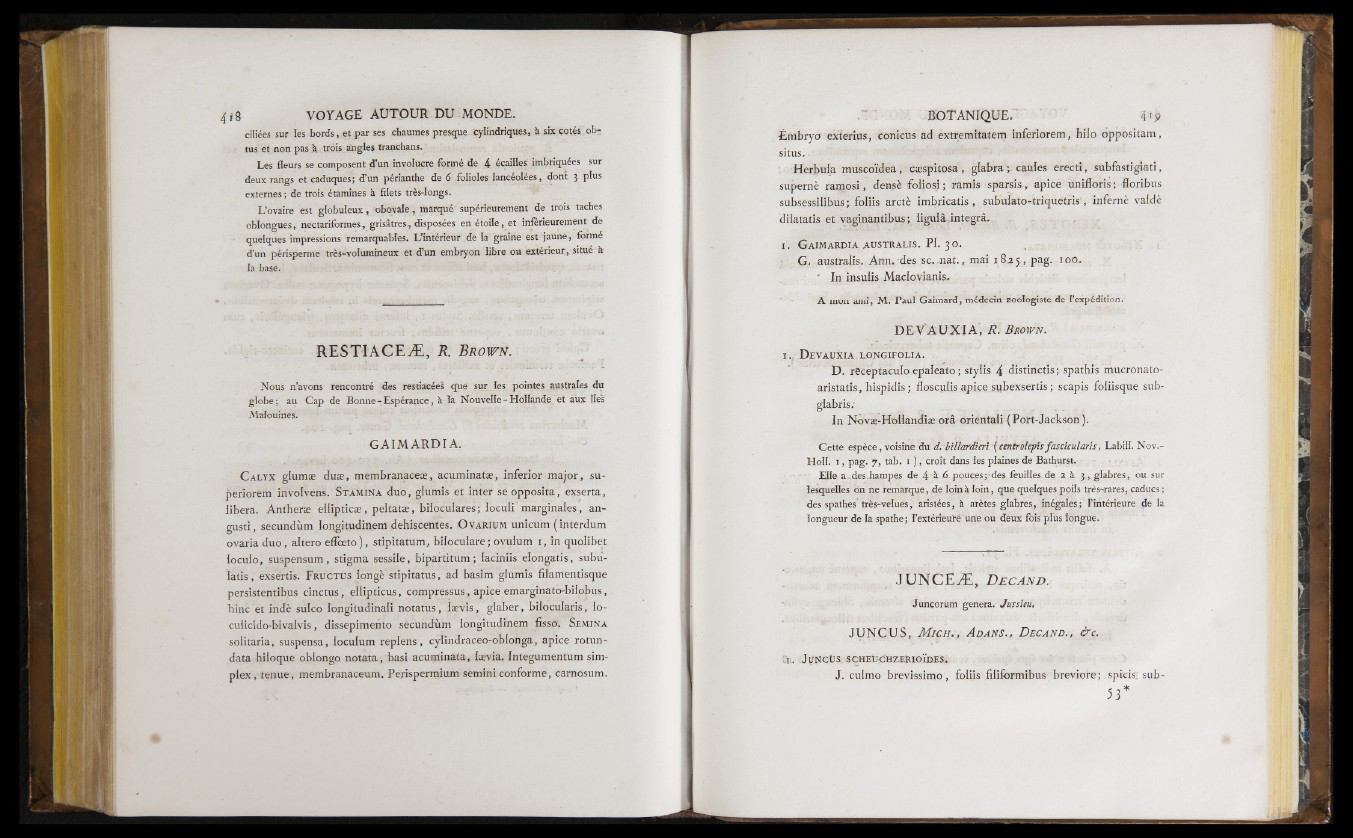 418 VOYAGE AUTOUR DU MONDE.
ciliées sur les bords, et par ses chaumes presque cylindriques, à six cotés ob-
tus et non pas à trois angles tranchans.
Les fleurs se composent d'un involucre formé de 4 écailles imbriquées sur
deux rangs et caduques; d'un périanthe de 6 folioles lancéolées, dont 3 plus
externes; de trois étamines à filets très-longs.
L'ovaire est globuleux, obovale, marqué supérieurement de trois taches
oblongues, nectariformes, grisâtres, disposées en étoile, et inférieurement de
quelques impressions remarquables. L'intérieur de la graine est jaune, formé
d'un périsperme très-volumineux et d'un embryon libre ou extérieur, situé à
la base.
RESTIACEÆ, R. BROWN.
Nous n'avons rencontré des restiacées que sur les pointes australes du
globe; au Cap de Bonne-Espérance, à la Nouvelle-Hollande et aux îles
Malouines.
GAIMARDIA.
CALYX glumæ duæ, membranaceæ, acuminatæ, inferior major, su-
periorem involvens. STAMINA duo, glumis et inter se opposita, exserta,
libera. Antheræ ellipticæ, peltatæ, biloculares; loculi marginales, an-
gusti, secundùm longitudinem dehiscentes. OVARIUM unicum (interdum
ovaria duo, altero effœto), stipitatum, biloculare; ovulum 1, in quolibet
loculo, suspensum, stigma sessile, bipartitum; laciniis elongatis, subu-
latis, exsertis. FRUCTUS longè stipitatus, ad basim glumis filamentisque
persistentibus cinctus, ellipticus, compressus, apice emarginato-bilobus,
hinc et indè sulco longitudinali notatus, lævis, glaber, bilocularis, lo-
culicido-bivalvis, dissepimento secundùm longitudinem fisso. SEMINA
solitaria, suspensa, loculum replens, cylindraceo-oblonga, apice rotun-
data hiloque oblongo notata, basi acuminata, lævia. Integumentum sim-
plex, tenue, membranaceum. Perispermium semini conforme, carnosum.
BOTANIQUE. 419
Embryo exterius, conicus ad extremitatem inferiorem, hilo oppositam,
situs.
Herbula muscoïdea, cæspitosa, glabra; caules erecti, subfastigiati,
supernè ramosi, densè foliosi; ramis sparsis, apice unifloris; floribus
subsessilibus; foliis arctè imbricatis, subulato-triquetris, infernè valdè
dilatatis et vaginantibus; ligulâ integrâ.
1. GAIMARDIA AUSTRALIS. Pl. 30.
G. australis. Ann. des sc. nat., mai 1825, pag. 100.
In insulis Maclovianis.
A mon ami, M. Paul Gaimard, médecin zoologiste de l'expédition.
DEVAUXIA, R. BROWN.
1. DEVAUXIA LONGIFOLIA.
D. receptaculo epaleato; stylis 4 distinctis; spathis mucronato-
aristatis, hispidis; flosculis apice subexsertis; scapis foliisque sub-
glabris.
In Novæ-Hollandiæ orâ orientali (Port-Jackson).
Cette espèce, voisine du d. billardieri (centrolepis fascicularis, Labill. Nov.-
Holl. 1, pag. 7, tab. 1), croît dans les plaines de Bathurst.
Elle a des hampes de 4 à 6 pouces; des feuilles de 2 à 3, glabres, ou sur
lesquelles on ne remarque, de loin à loin, que quelques poils très-rares, caducs;
des spathes très-velues, aristées, à arètes glabres, inégales; l'intérieure de la
longueur de la spathe; l'extérieure une ou deux fois plus longue.
JUNCEÆ, DECAND.
Juncorum genera. Jussieu.
JUNCUS, MICH., ADANS., DECAND., &c.
1. JUNCUS SCHEUCHZERIOÏDES.
J. culmo brevissimo, foliis filiformibus breviore; spicis sub-
53*